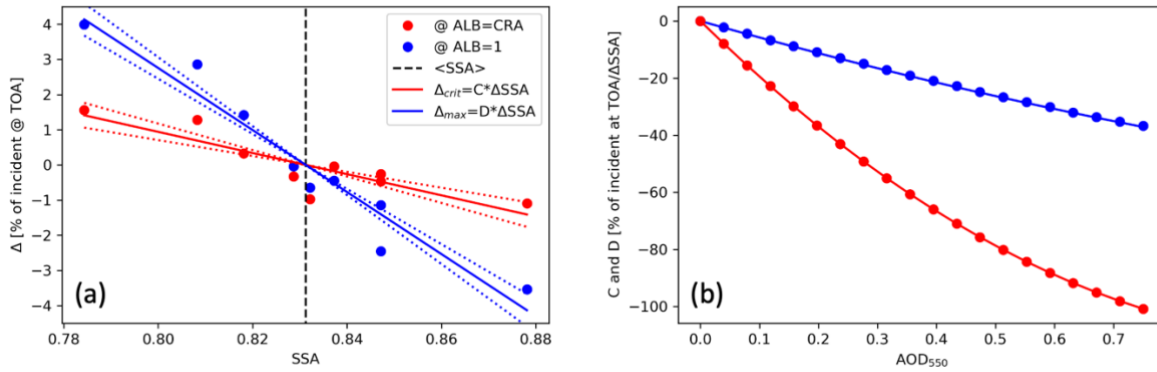 4
3
2
1
0
−1
−2
−3
−4
Δ [% of incident @ TOA]
@ ALB=CRA
@ ALB=1
<SSA>
Δcrit=C*ΔSSA
Δmax=D*ΔSSA
(a)
0.78 0.80 0.82 0.84 0.86 0.88
SSA
0
−20
−40
−60
−80
−100
C and D [% of incident at TOA/ΔSSA]
(b)
0.0 0.1 0.2 0.3 0.4 0.5 0.6 0.7
AOD550